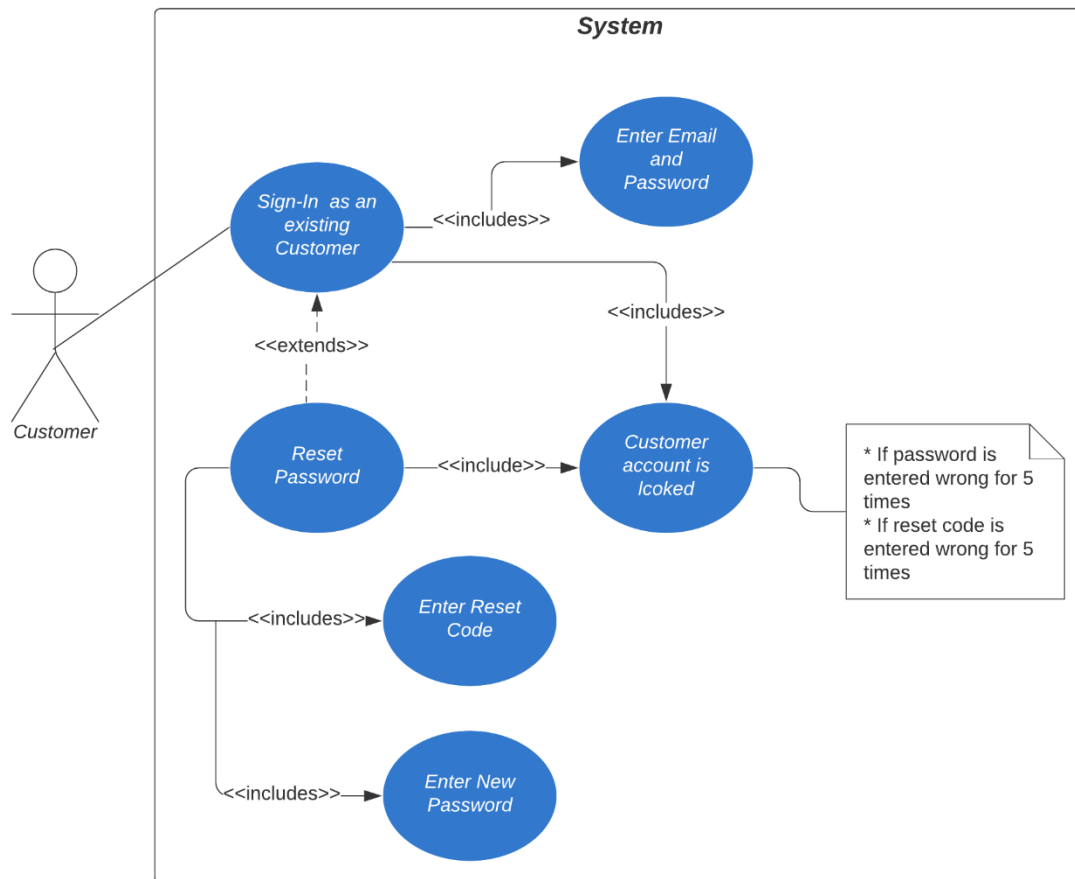 System
Enter Email
and
Password
Sign-In as an
existing
Customer
<<includes>>
<<includes>>
<<extends>>
Customer
Reset
Password
<<include>>
Customer
account is
lcoked
* If password is
entered wrong for 5
times
* If reset code is
entered wrong for 5
times
<<includes>>
Enter Reset
Code
<<includes>>
Enter New
Password